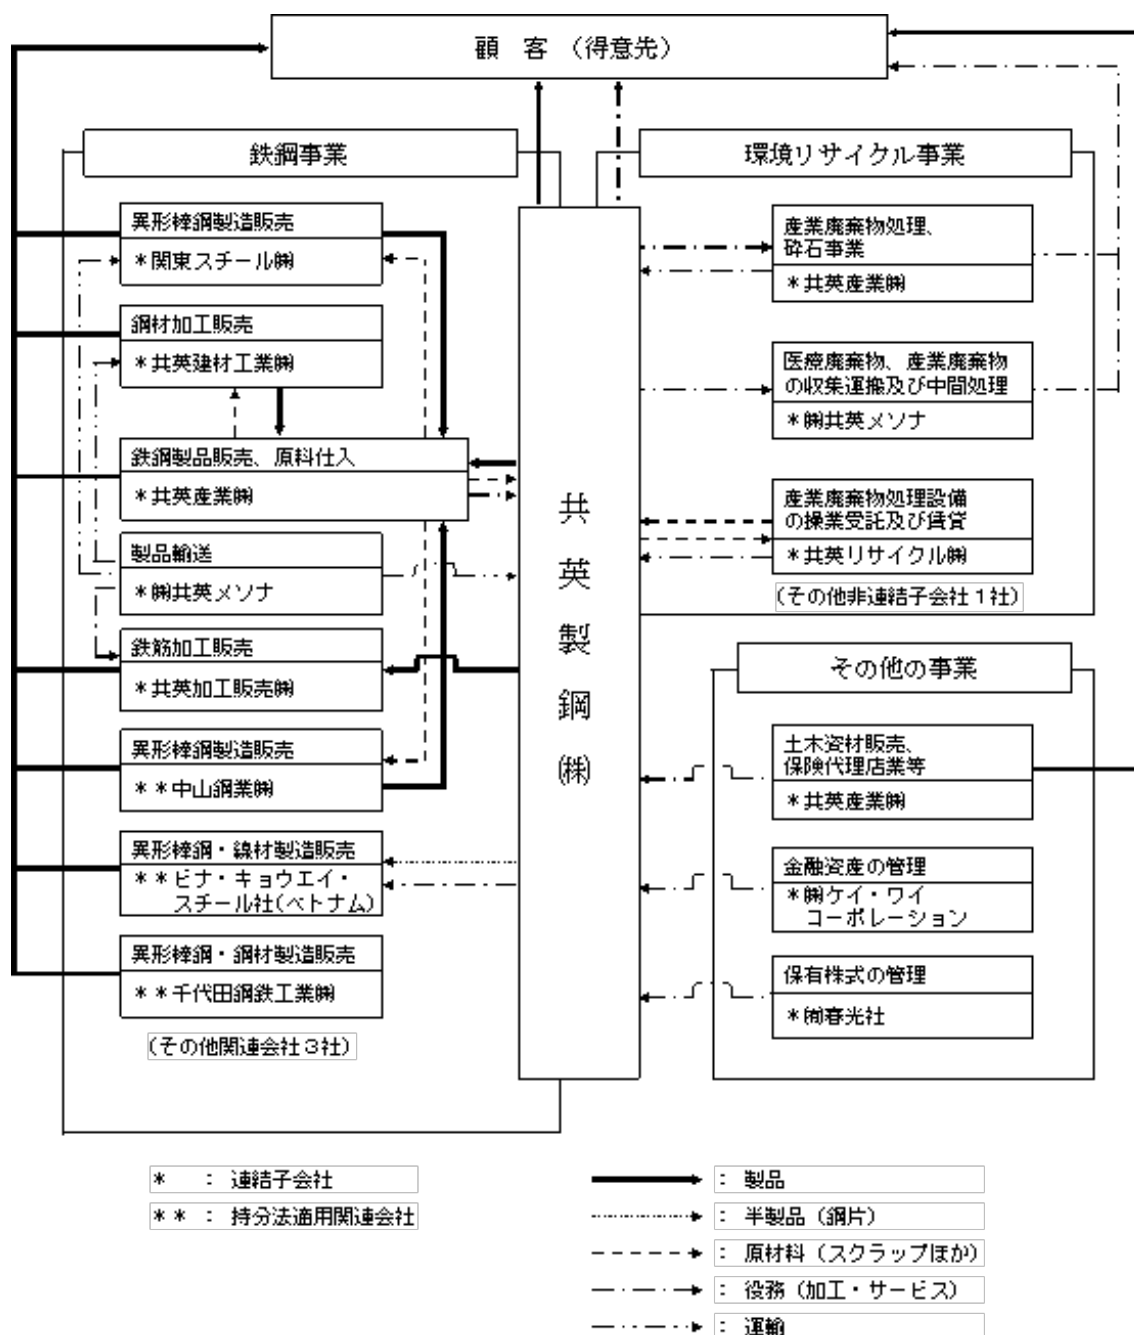 顧 客 (得意先)
鉄鋼事業
異形棒鋼製造販売
*関東スチール㈱
鋼材加工販売
*共英建材工業㈱
鉄鋼製品販売、原料仕入
*共英産業㈱
製品輸送
*㈱共英メソナ
鉄筋加工販売
*共英加工販売㈱
異形棒鋼製造販売
**中山鋼業㈱
異形棒鋼・線材製造販売
**ビナ・キョウエイ・
スチール社(ベトナム)
異形棒鋼・鋼材製造販売
**千代田鋼鉄工業㈱
(その他関連会社3社)
共英製鋼㈱
環境リサイクル事業
産業廃棄物処理、
砕石事業
*共英産業㈱
医療廃棄物、産業廃棄物
の収集運搬及び中間処理
*㈱共英メソナ
産業廃棄物処理設備
の操業受託及び賃貸
*共英リサイクル㈱
(その他非連結子会社1社)
その他の事業
土木資材販売、
保険代理店業等
*共英産業㈱
金融資産の管理
*㈱ケイ・ワイ
コーポレーション
保有株式の管理
*㈲春光社
* : 連結子会社
** : 持分法適用関連会社
: 製品
: 半製品(鋼片)
: 原材料(スクラップほか)
: 役務(加工・サービス)
: 運輸